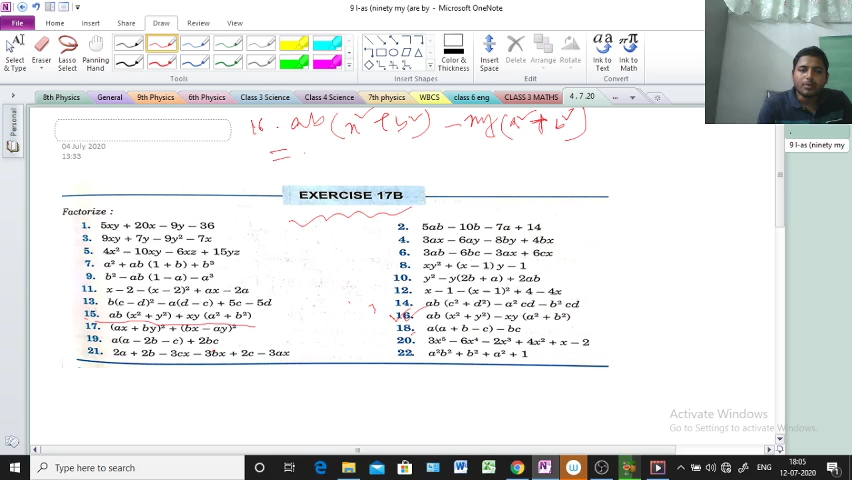 9 I-as (ninety my (are by - Microsoft OneNote
File Home Insert Draw Review View
Select & Type
Eraser
Lasso Select
Panning Hand
Insert Space
Delete
Arrange
Rotate
Color & Thickness
Ink to Text
Ink to Math
Tools Insert Shapes Edit Convert
8th Physics General 9th Physics 6th Physics Class 3 Science Class 4 Science 7th physics WBCS class 6 eng CLASS 3 MATHS 4 .7 .20
Personal
9 I-as (ninety my
04 July 2020
13:33
16. ab(x² + b²) - xy(a² + b²)
=
EXERCISE 17B
Factorize :
1. 5xy + 20x − 9y − 36
2. 5ab − 10b − 7a + 14
3. 9xy + 7y − 9y² − 7x
4. 3ax − 6ay − 8by + 4bx
5. 4x² − 10xy − 6xz + 15yz
6. 3ab − 6bc − 3ax + 6cx
7. a² + ab (1 + b) + b³
8. xy² + (x − 1) y − 1
9. b² − ab (1 − a) − a³
10. y² − y(2b + a) + 2ab
11. x − 2 − (x − 2)² + ax − 2a
12. x − 1 − (x − 1)² + 4 − 4x
13. b(c − d)² − a(d − c) + 5c − 5d
14. ab (c² + d²) − a² cd − b² cd
15. ab (x² + y²) + xy (a² + b²)
16. ab (x² + y²) − xy (a² + b²)
17. (ax + by)² + (bx − ay)²
18. a(a + b − c) − bc
19. a(a − 2b − c) + 2bc
20. 3x⁵ − 6x⁴ − 2x³ + 4x² + x − 2
21. 2a + 2b − 3cx − 3bx + 2c − 3ax
22. a²b² + b² + a² + 1
Activate Windows
Go to Settings to activate Windows.
Type here to search
ENG
18:05
12-07-2020